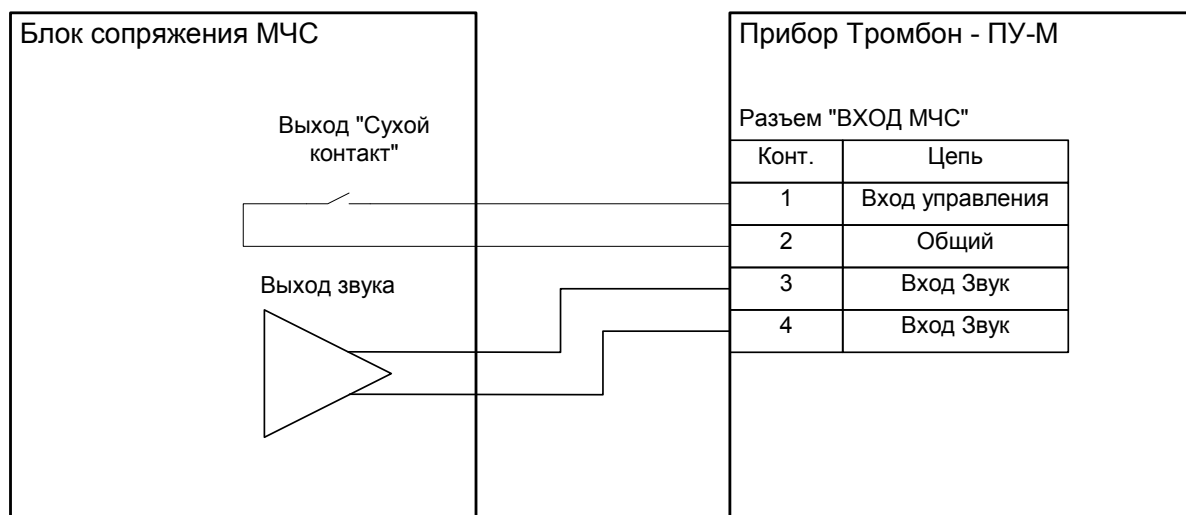 Блок сопряжения МЧС
Выход "Сухой
контакт"
Выход звука
Прибор Тромбон - ПУ-М
Разъем "ВХОД МЧС"
Конт. Цепь
1 Вход управления
2 Общий
3 Вход Звук
4 Вход Звук